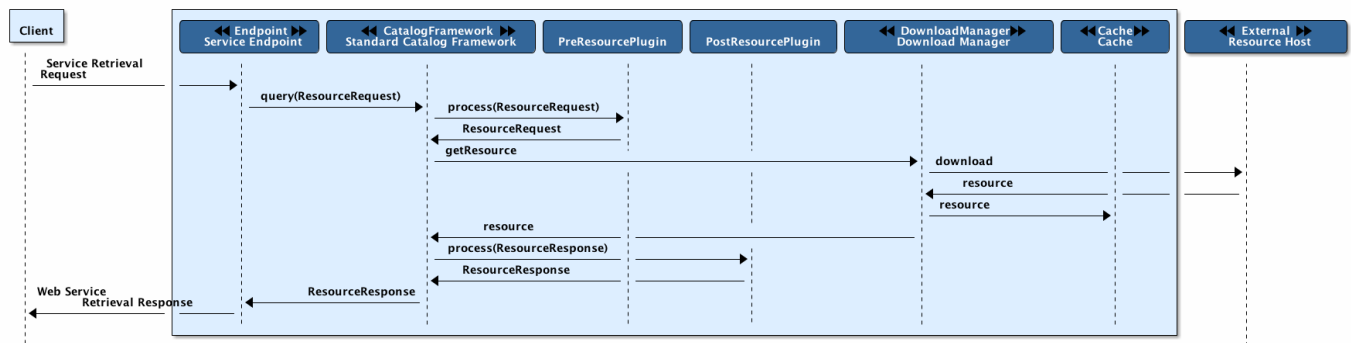 Client
◀◀ Endpoint ▶▶
Service Endpoint
◀◀ CatalogFramework ▶▶
Standard Catalog Framework
PreResourcePlugin
PostResourcePlugin
◀◀ DownloadManager▶▶
Download Manager
◀◀Cache▶▶
Cache
◀◀ External ▶▶
Resource Host
Service Retrieval
Request
query(ResourceRequest)
process(ResourceRequest)
ResourceRequest
getResource
download
resource
resource
resource
process(ResourceResponse)
ResourceResponse
ResourceResponse
Web Service
Retrieval Response